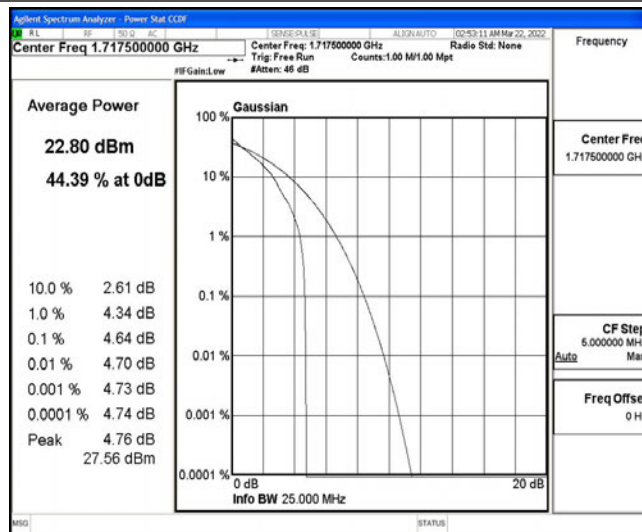 Agilent Spectrum Analyzer - Power Stat CCDF
RL RF 50 Ω AC SENSE:PULSE ALIGN AUTO 02:53:11 AM Mar 22, 2022
Center Freq 1.717500000 GHz
Center Freq: 1.717500000 GHz Radio Std: None
Trig: Free Run Counts:1.00 M/1.00 Mpt
#IFGain:Low #Atten: 46 dB
Frequency
Average Power
22.80 dBm
44.39 % at 0dB
10.0 % 2.61 dB
1.0 % 4.34 dB
0.1 % 4.64 dB
0.01 % 4.70 dB
0.001 % 4.73 dB
0.0001 % 4.74 dB
Peak 4.76 dB
27.56 dBm
Gaussian
100 %
10 %
1 %
0.1 %
0.01 %
0.001 %
0.0001 %
0 dB 20 dB
Info BW 25.000 MHz
Center Fre
1.717500000 GH
CF Step
5.000000 MH
Auto Ma
Freq Offse
0 H
MSG STATUS